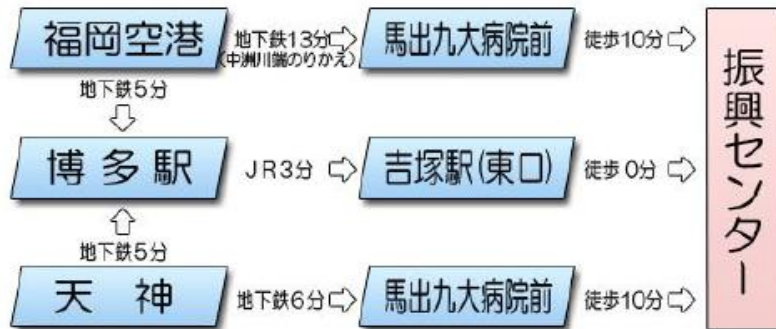 福岡空港
地下鉄13分
(中洲川端のりかえ)
馬出九大病院前
徒歩10分
地下鉄5分
博多駅
JR3分
吉塚駅(東口)
徒歩0分
地下鉄5分
天神
地下鉄6分
馬出九大病院前
徒歩10分
振興センター